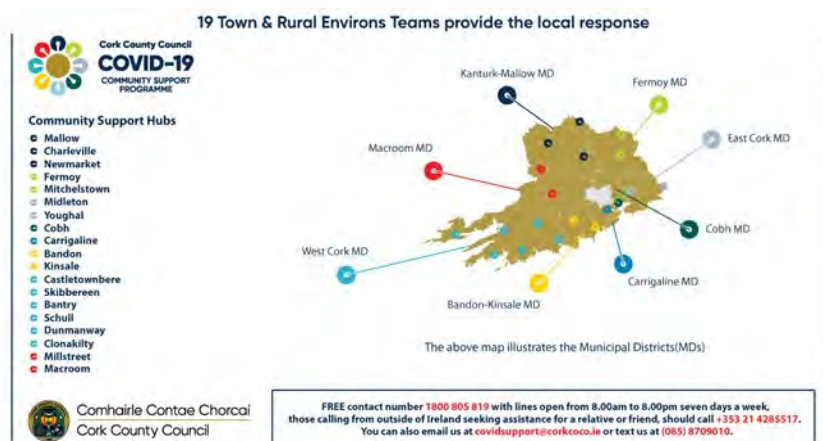 19 Town & Rural Environs Teams provide the local response
Cork County Council
COVID-19
COMMUNITY SUPPORT
PROGRAMME
Community Support Hubs
Mallow
Charleville
Newmarket
Fermoy
Mitchelstown
Midleton
Youghal
Cobh
Carrigaline
Bandon
Kinsale
Castletownbere
Skibbereen
Bantry
Schull
Dunmanway
Clonakilty
Millstreet
Macroom
Kanturk-Mallow MD
Fermoy MD
East Cork MD
Macroom MD
Cobh MD
West Cork MD
Carrigaline MD
Bandon-Kinsale MD
The above map illustrates the Municipal Districts(MDs)
Comhairle Contae Chorcaí
Cork County Council
FREE contact number 1800 805 819 with lines open from 8.00am to 8.00pm seven days a week,
those calling from outside of Ireland seeking assistance for a relative or friend, should call +353 21 4285517.
You can also email us at covidsupport@corkcoco.ie or text us at (085) 8709010.